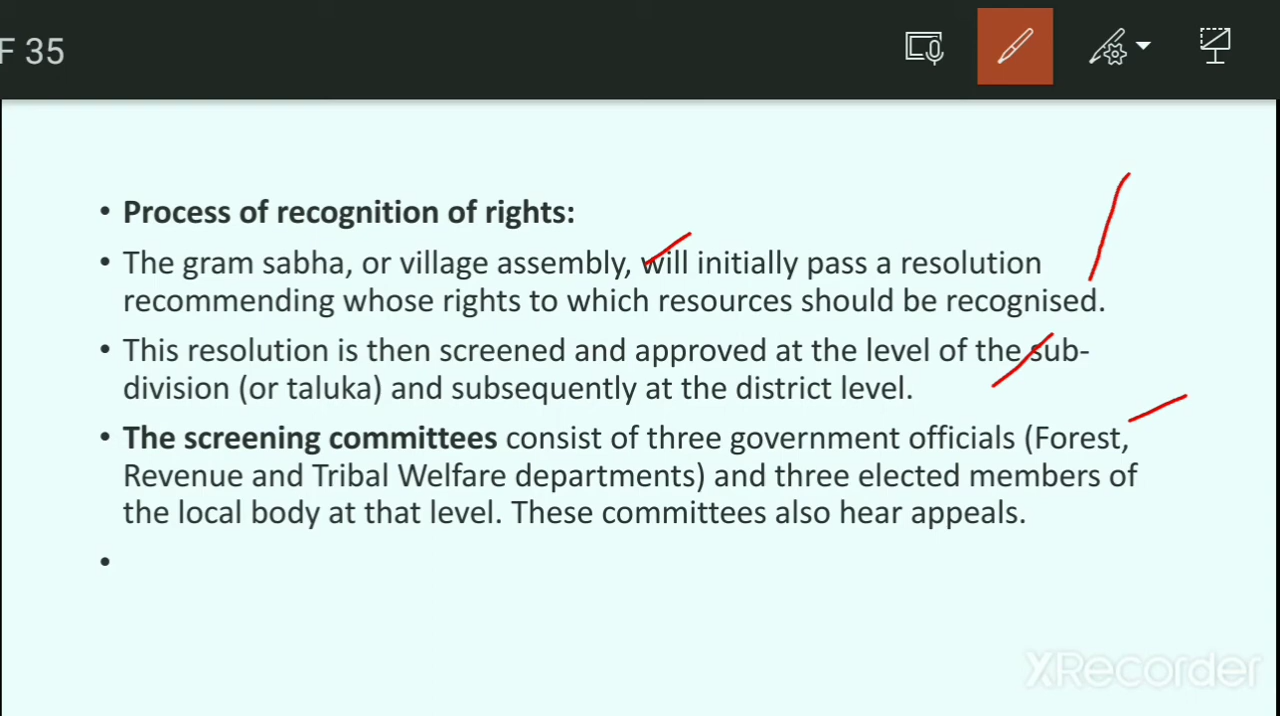 F 35
• Process of recognition of rights:
• The gram sabha, or village assembly, will initially pass a resolution
recommending whose rights to which resources should be recognised.
• This resolution is then screened and approved at the level of the sub-
division (or taluka) and subsequently at the district level.
• The screening committees consist of three government officials (Forest,
Revenue and Tribal Welfare departments) and three elected members of
the local body at that level. These committees also hear appeals.
•
XRecorder